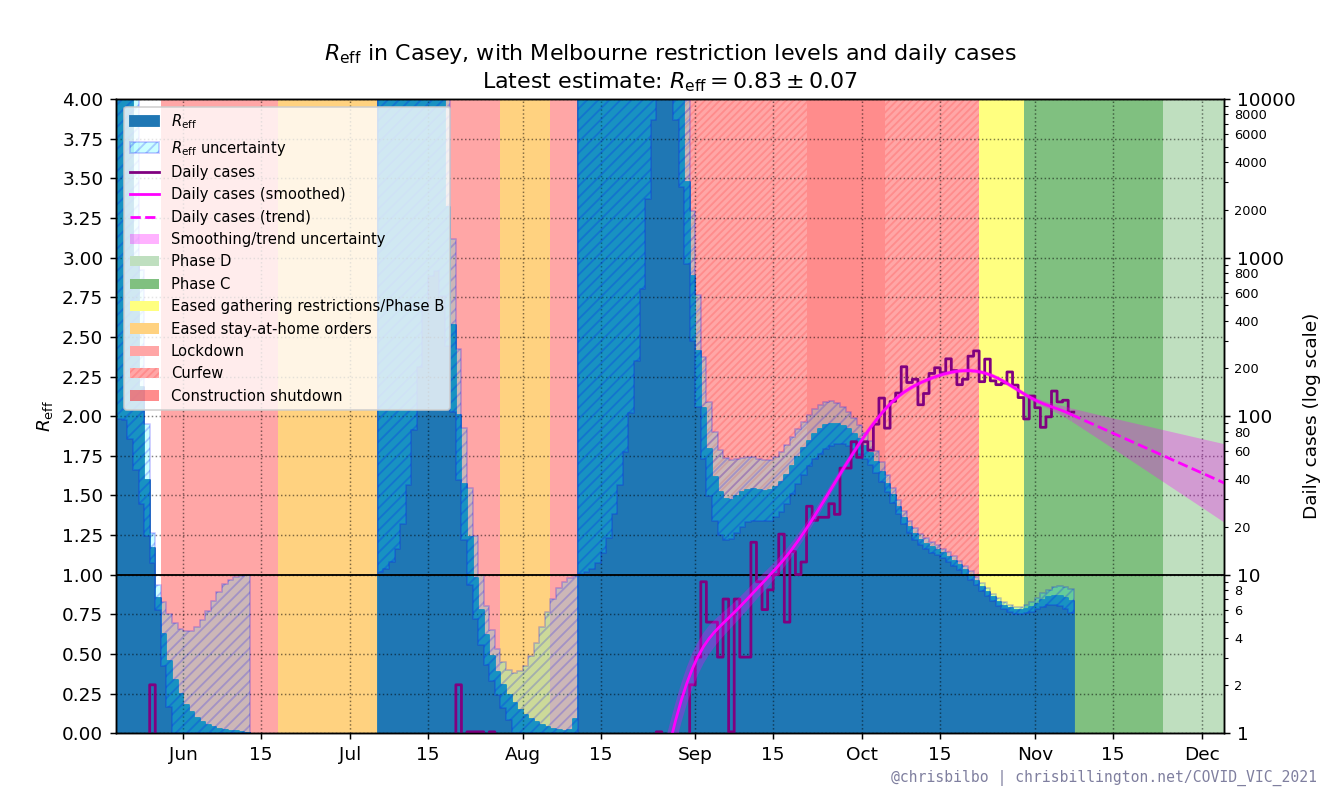 Reff in Casey, with Melbourne restriction levels and daily cases
Latest estimate: Reff = 0.83 ± 0.07
Reff
4.00
3.75
3.50
3.25
3.00
2.75
2.50
2.25
2.00
1.75
1.50
1.25
1.00
0.75
0.50
0.25
0.00
Reff
Reff uncertainty
Daily cases
Daily cases (smoothed)
Daily cases (trend)
Smoothing/trend uncertainty
Phase D
Phase C
Eased gathering restrictions/Phase B
Eased stay-at-home orders
Lockdown
Curfew
Construction shutdown
10000
8000
6000
4000
2000
1000
800
600
400
200
100
80
60
40
20
10
8
6
4
2
1
Daily cases (log scale)
Jun 15 Jul 15 Aug 15 Sep 15 Oct 15 Nov 15 Dec
@chrisbilbo | chrisbillington.net/COVID_VIC_2021